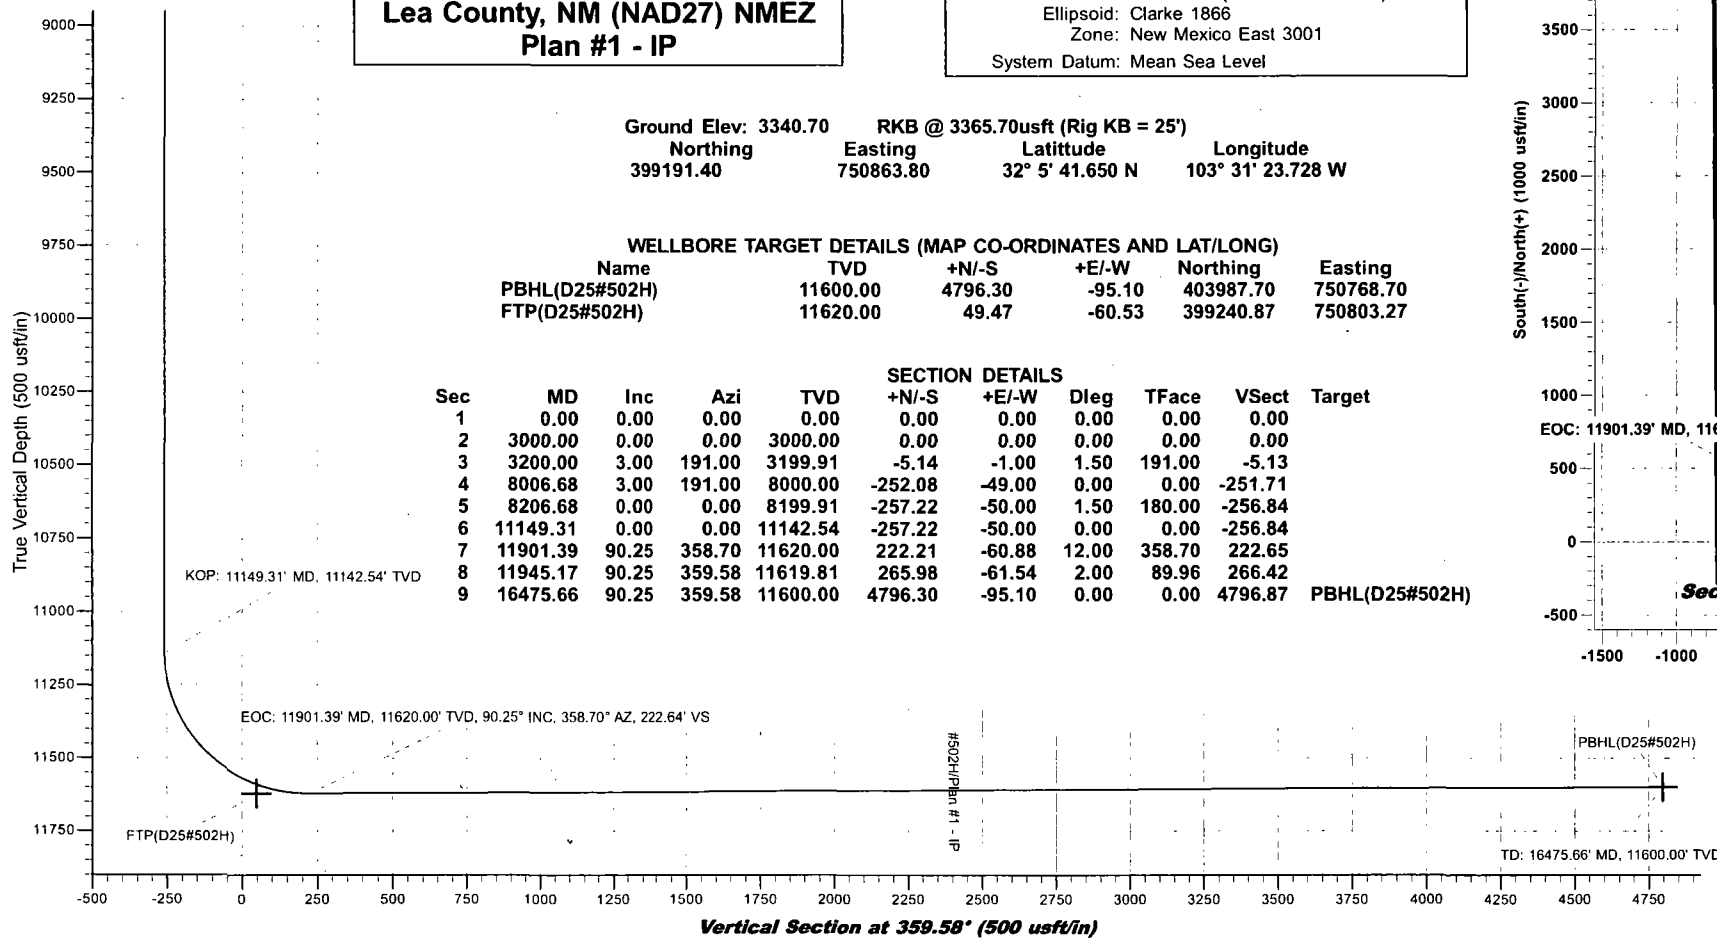 Lea County, NM (NAD27) NMEZ
Plan #1 - IP
Ellipsoid: Clarke 1866
Zone: New Mexico East 3001
System Datum: Mean Sea Level
Ground Elev: 3340.70 RKB @ 3365.70usft (Rig KB = 25')
Northing Easting Latittude Longitude
399191.40 750863.80 32° 5' 41.650 N 103° 31' 23.728 W
WELLBORE TARGET DETAILS (MAP CO-ORDINATES AND LAT/LONG)
Name TVD +N/-S +E/-W Northing Easting
PBHL(D25#502H) 11600.00 4796.30 -95.10 403987.70 750768.70
FTP(D25#502H) 11620.00 49.47 -60.53 399240.87 750803.27
SECTION DETAILS
Sec MD Inc Azi TVD +N/-S +E/-W Dleg TFace VSect Target
1 0.00 0.00 0.00 0.00 0.00 0.00 0.00 0.00 0.00
2 3000.00 0.00 0.00 3000.00 0.00 0.00 0.00 0.00 0.00
3 3200.00 3.00 191.00 3199.91 -5.14 -1.00 1.50 191.00 -5.13
4 8006.68 3.00 191.00 8000.00 -252.08 -49.00 0.00 0.00 -251.71
5 8206.68 0.00 0.00 8199.91 -257.22 -50.00 1.50 180.00 -256.84
6 11149.31 0.00 0.00 11142.54 -257.22 -50.00 0.00 0.00 -256.84
7 11901.39 90.25 358.70 11620.00 222.21 -60.88 12.00 358.70 222.65
8 11945.17 90.25 359.58 11619.81 265.98 -61.54 2.00 89.96 266.42
9 16475.66 90.25 359.58 11600.00 4796.30 -95.10 0.00 0.00 4796.87 PBHL(D25#502H)
True Vertical Depth (500 usft/in)
9000
9250
9500
9750
10000
10250
10500
10750
11000
11250
11500
11750
KOP: 11149.31' MD, 11142.54' TVD
EOC: 11901.39' MD, 11620.00' TVD, 90.25° INC, 358.70° AZ, 222.64' VS
FTP(D25#502H)
#502H/Plan #1 - IP
PBHL(D25#502H)
TD: 16475.66' MD, 11600.00' TVD
-500 0 250 500 750 1000 1250 1500 1750 2000 2250 2500 2750 3000 3250 3500 3750 4000 4250 4500 4750
Vertical Section at 359.58° (500 usft/in)
South(-)/North(+) (1000 usft/in)
3500
3000
2500
2000
1500
1000
EOC: 11901.39' MD, 116
500
0
Sec
-500
-1500 -1000